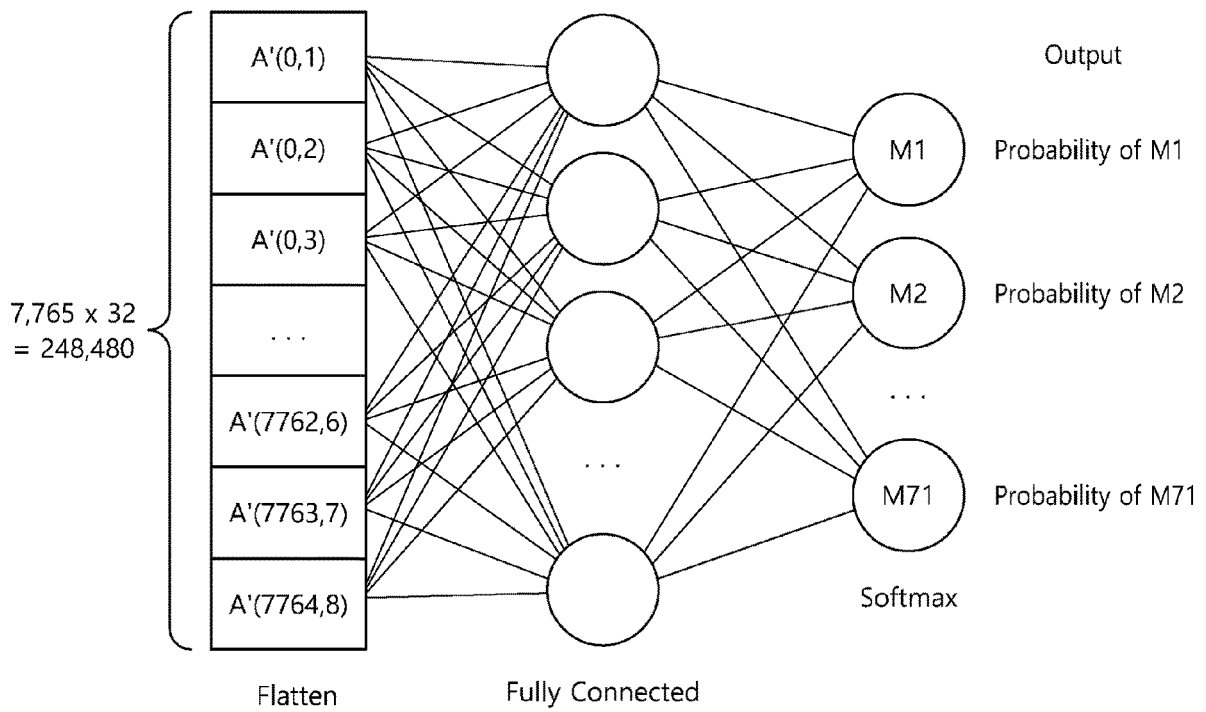 A'(0,1)
A'(0,2)
A'(0,3)
. . .
A'(7762,6)
A'(7763,7)
A'(7764,8)
7,765 x 32
= 248,480
Flatten
. . .
Fully Connected
Output
M1
Probability of M1
M2
Probability of M2
. . .
M71
Probability of M71
Softmax